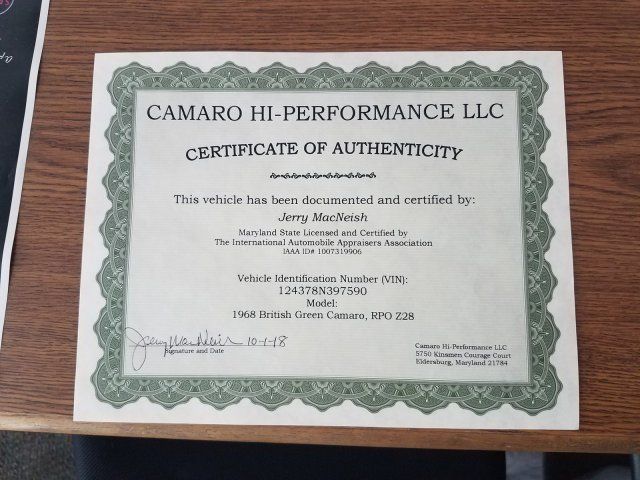 CAMARO HI-PERFORMANCE LLC
CERTIFICATE OF AUTHENTICITY
This vehicle has been documented and certified by:
Jerry MacNeish
Maryland State Licensed and Certified by
The International Automobile Appraisers Association
IAAA ID# 1007319906
Vehicle Identification Number (VIN):
124378N397590
Model:
1968 British Green Camaro, RPO Z28
Jerry MacNeish 10-1-18
Signature and Date
Camaro Hi-Performance LLC
5750 Kinsmen Courage Court
Eldersburg, Maryland 21784